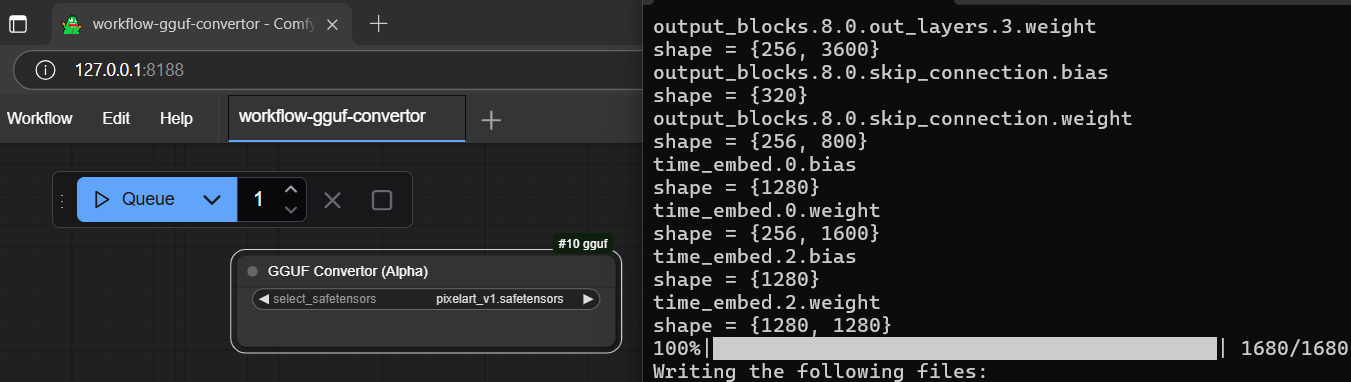 workflow-gguf-convertor - Comfy
127.0.0.1:8188
Workflow Edit Help workflow-gguf-convertor
Queue 1
#10 gguf
GGUF Convertor (Alpha)
select_safetensors pixelart_v1.safetensors
output_blocks.8.0.out_layers.3.weight
shape = {256, 3600}
output_blocks.8.0.skip_connection.bias
shape = {320}
output_blocks.8.0.skip_connection.weight
shape = {256, 800}
time_embed.0.bias
shape = {1280}
time_embed.0.weight
shape = {256, 1600}
time_embed.2.bias
shape = {1280}
time_embed.2.weight
shape = {1280, 1280}
100%| | 1680/1680
Writing the following files: